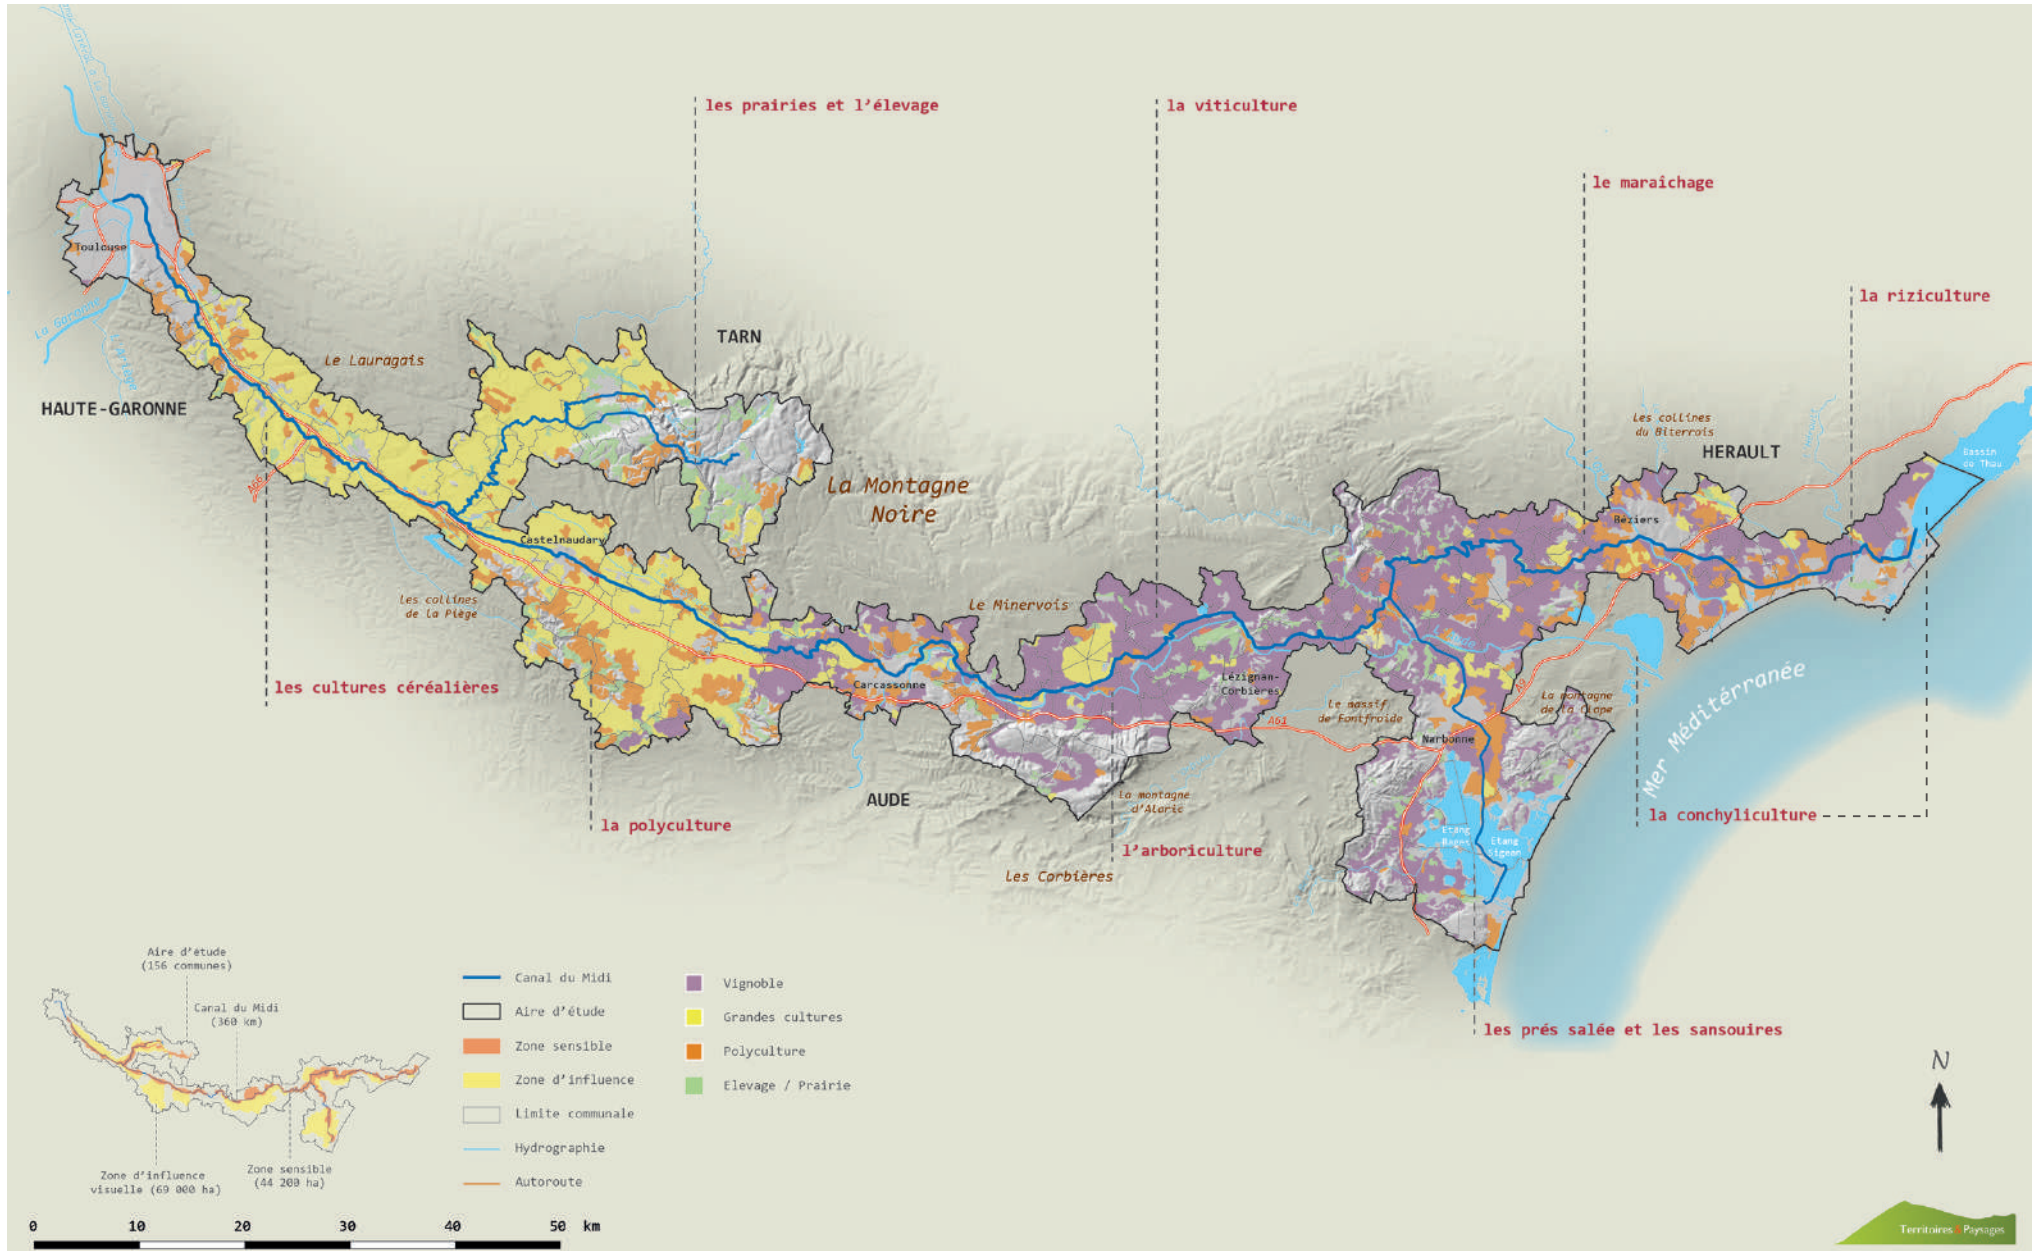 les prairies et l'élevage
la viticulture
le maraîchage
la riziculture
Toulouse
La Garonne
L'Ariège
Le Lauragais
TARN
HAUTE-GARONNE
A66
La Montagne
Noire
Castelnaudary
Les collines
de la Piège
Le Minervois
Les collines
du Biterrois
HERAULT
Bassin
de Thau
Béziers
les cultures céréalières
Carcassonne
Lézignan-
Corbières
Le massif
de Fontfroide
A61
A9
La montagne
de la Clape
Narbonne
Mer Méditérranée
AUDE
La montagne
d'Alaric
la polyculture
l'arboriculture
Les Corbières
la conchyliculture
Etang
Bages
Etang
Sigean
les prés salée et les sansouires
Aire d'étude
(156 communes)
Canal du Midi
(360 km)
Zone d'influence
visuelle (69 000 ha)
Zone sensible
(44 200 ha)
Canal du Midi
Aire d'étude
Zone sensible
Zone d'influence
Limite communale
Hydrographie
Autoroute
Vignoble
Grandes cultures
Polyculture
Elevage / Prairie
N
0 10 20 30 40 50 km
Territoires & Paysages